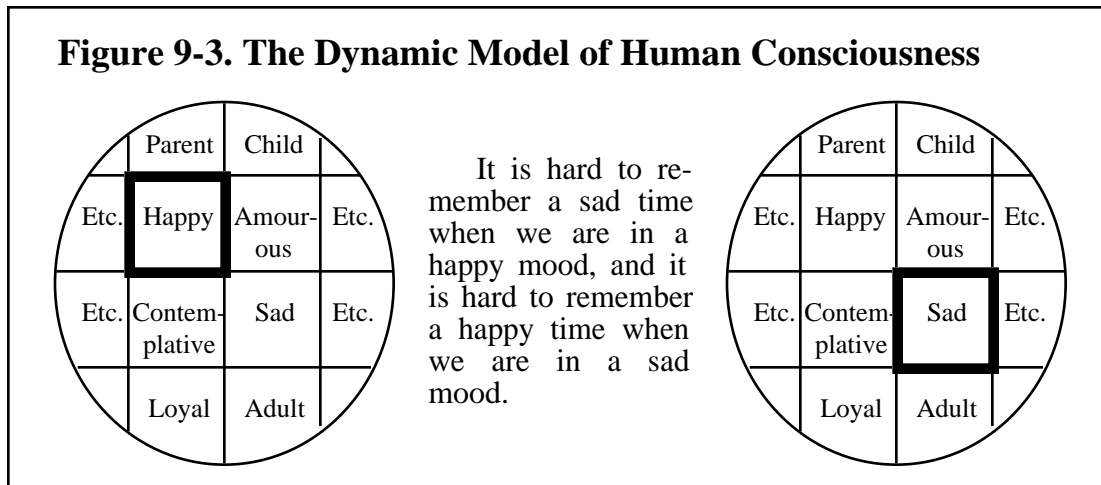 Figure 9-3. The Dynamic Model of Human Consciousness
Parent Child
Etc. Happy Amour-
ous Etc.
Etc. Contem-
plative Sad Etc.
Loyal Adult
It is hard to re-
member a sad time
when we are in a
happy mood, and it
is hard to remember
a happy time when
we are in a sad
mood.
Parent Child
Etc. Happy Amour-
ous Etc.
Etc. Contem-
plative Sad Etc.
Loyal Adult